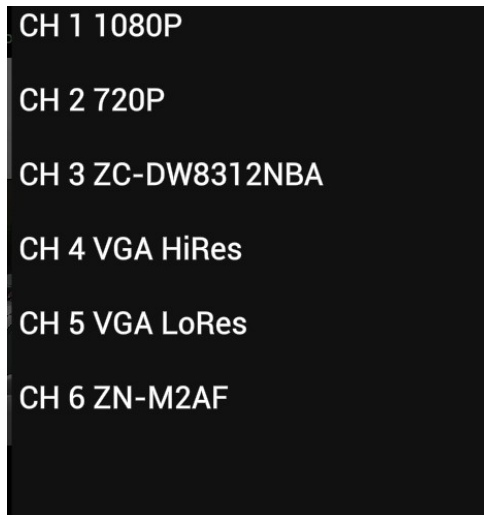 CH 1 1080P
CH 2 720P
CH 3 ZC-DW8312NBA
CH 4 VGA HiRes
CH 5 VGA LoRes
CH 6 ZN-M2AF